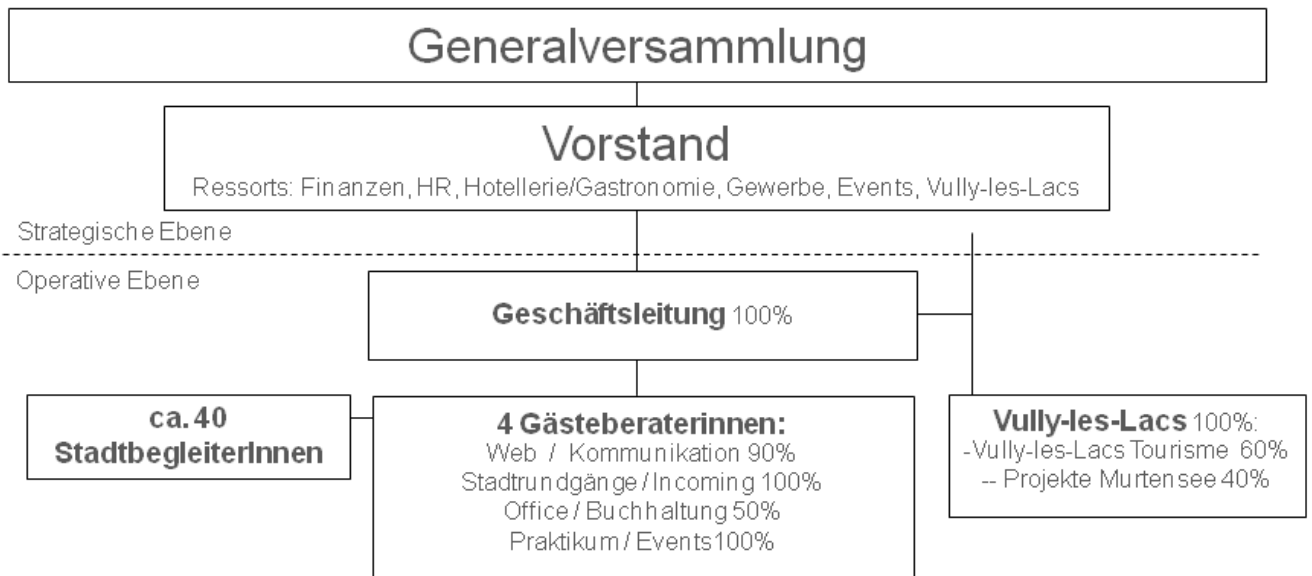 Generalversammlung
Vorstand
Ressorts: Finanzen, HR, Hotellerie/Gastronomie, Gewerbe, Events, Vully-les-Lacs
Strategische Ebene
Operative Ebene
Geschäftsleitung 100%
ca. 40
StadtbegleiterInnen
4 Gästeberaterinnen:
Web / Kommunikation 90%
Stadtrundgänge / Incoming 100%
Office / Buchhaltung 50%
Praktikum / Events 100%
Vully-les-Lacs 100%:
-Vully-les-Lacs Tourisme 60%
-- Projekte Murtensee 40%